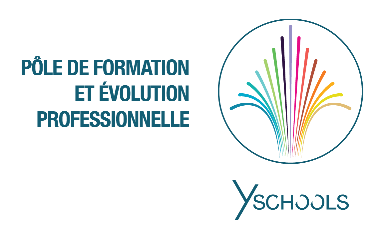 PÔLE DE FORMATION
ET ÉVOLUTION
PROFESSIONNELLE
YSCHOOLS